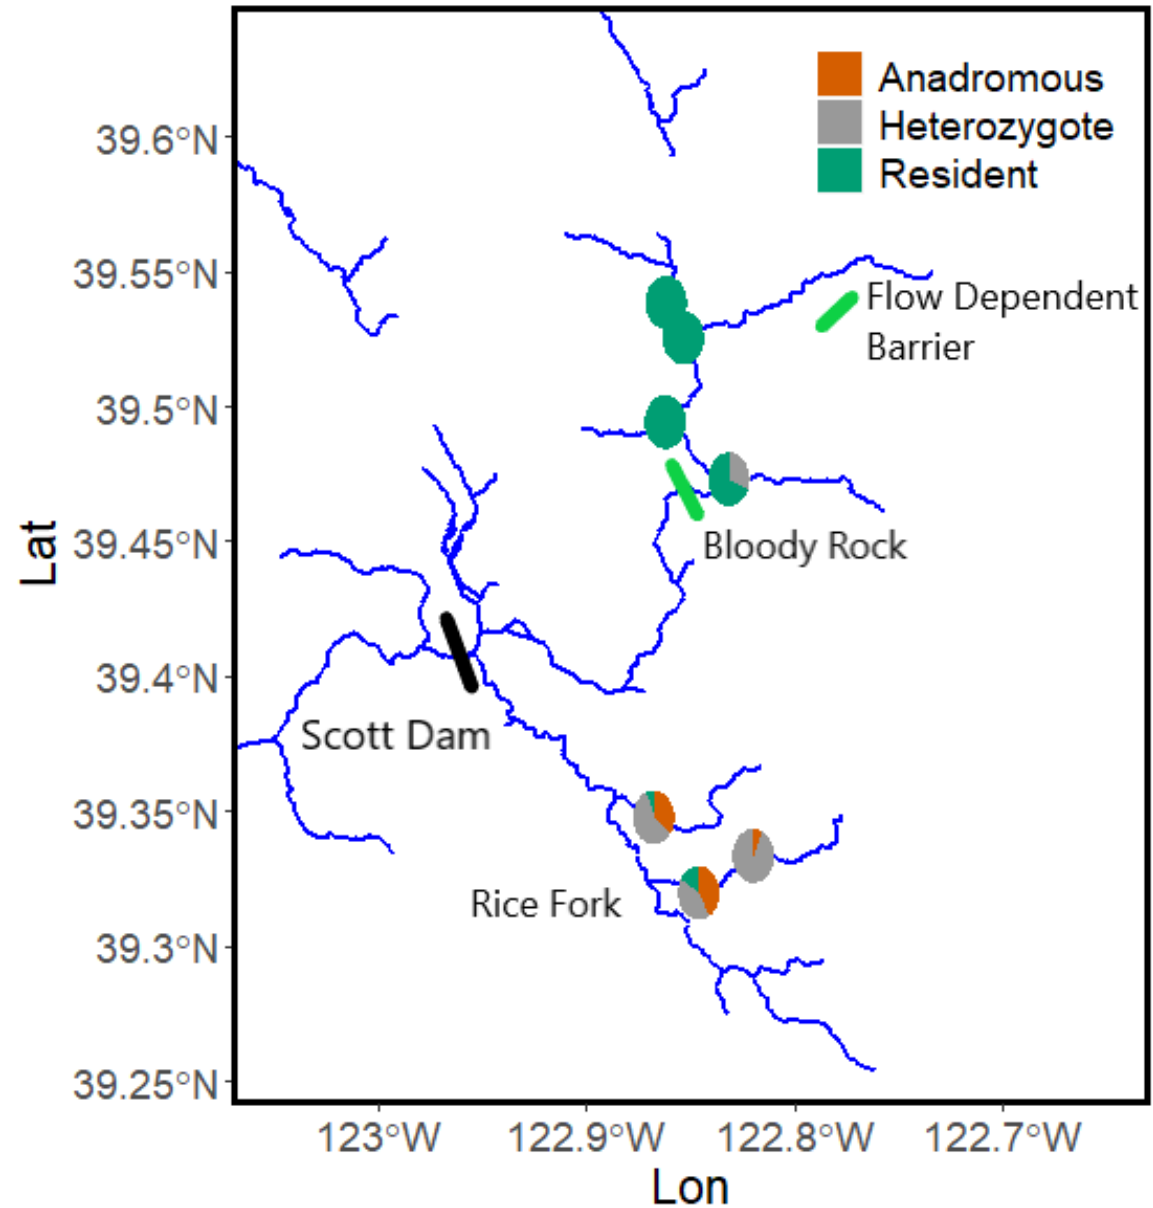 Anadromous
Heterozygote
Resident
39.6°N
39.55°N
Flow Dependent
Barrier
39.5°N
39.45°N
Bloody Rock
Lat
39.4°N
Scott Dam
39.35°N
Rice Fork
39.3°N
39.25°N
123°W 122.9°W 122.8°W 122.7°W
Lon